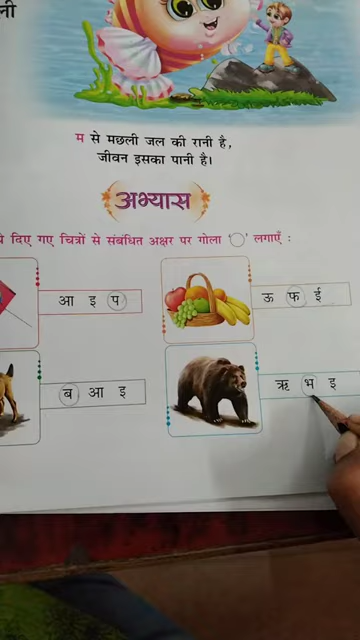 म से मछली जल की रानी है,
जीवन इसका पानी है।
अभ्यास
दिए गए चित्रों से संबंधित अक्षर पर गोला '○' लगाएँ :
आ इ प
ऊ फ ई
ब आ इ
ऋ भ इ